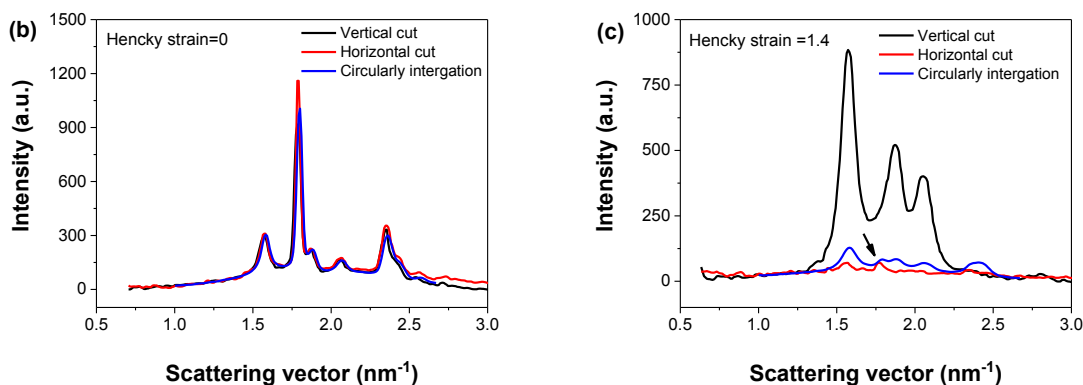 (b)
Hencky strain=0
Vertical cut
Horizontal cut
Circularly intergation
1500
1200
900
600
300
0
Intensity (a.u.)
0.5 1.0 1.5 2.0 2.5 3.0
Scattering vector (nm⁻¹)
(c)
Hencky strain =1.4
Vertical cut
Horizontal cut
Circularly intergation
1000
750
500
250
0
Intensity (a.u.)
0.5 1.0 1.5 2.0 2.5 3.0
Scattering vector (nm⁻¹)